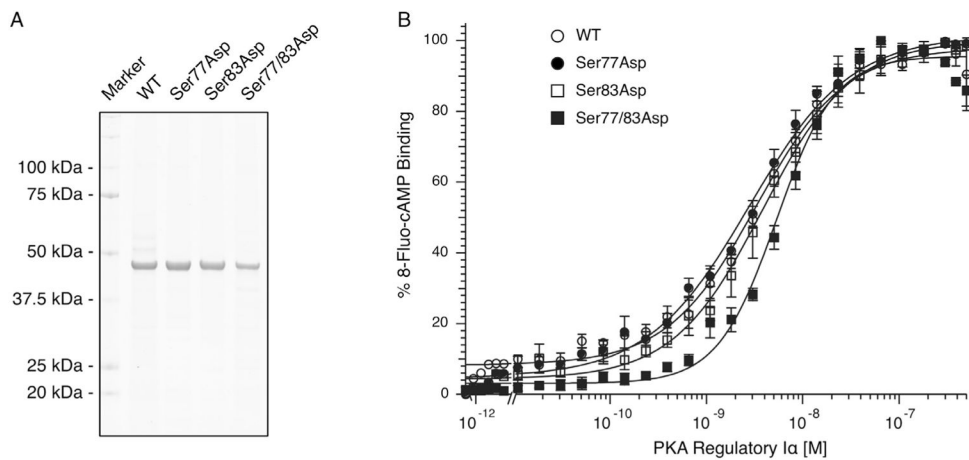 A
Marker
WT
Ser77Asp
Ser83Asp
Ser77/83Asp
100 kDa -
75 kDa -
50 kDa -
37.5 kDa -
25 kDa -
20 kDa -
B
WT
Ser77Asp
Ser83Asp
Ser77/83Asp
% 8-Fluo-cAMP Binding
100
80
60
40
20
0
10⁻¹² 10⁻¹⁰ 10⁻⁹ 10⁻⁸ 10⁻⁷
PKA Regulatory Iα [M]